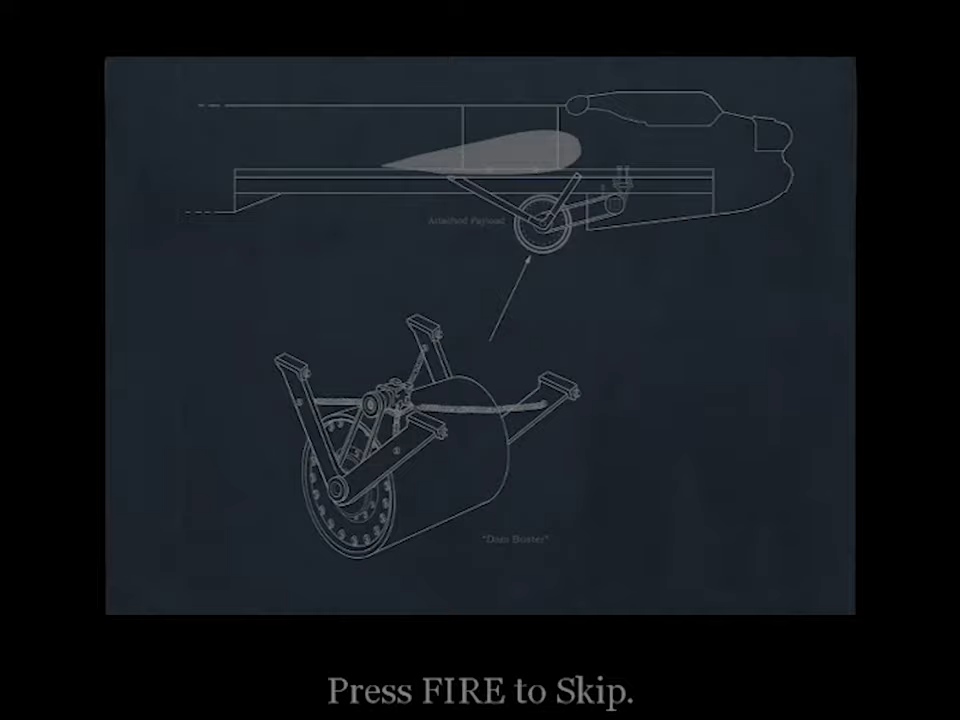 Attached Payload
"Dam Buster"
Press FIRE to Skip.